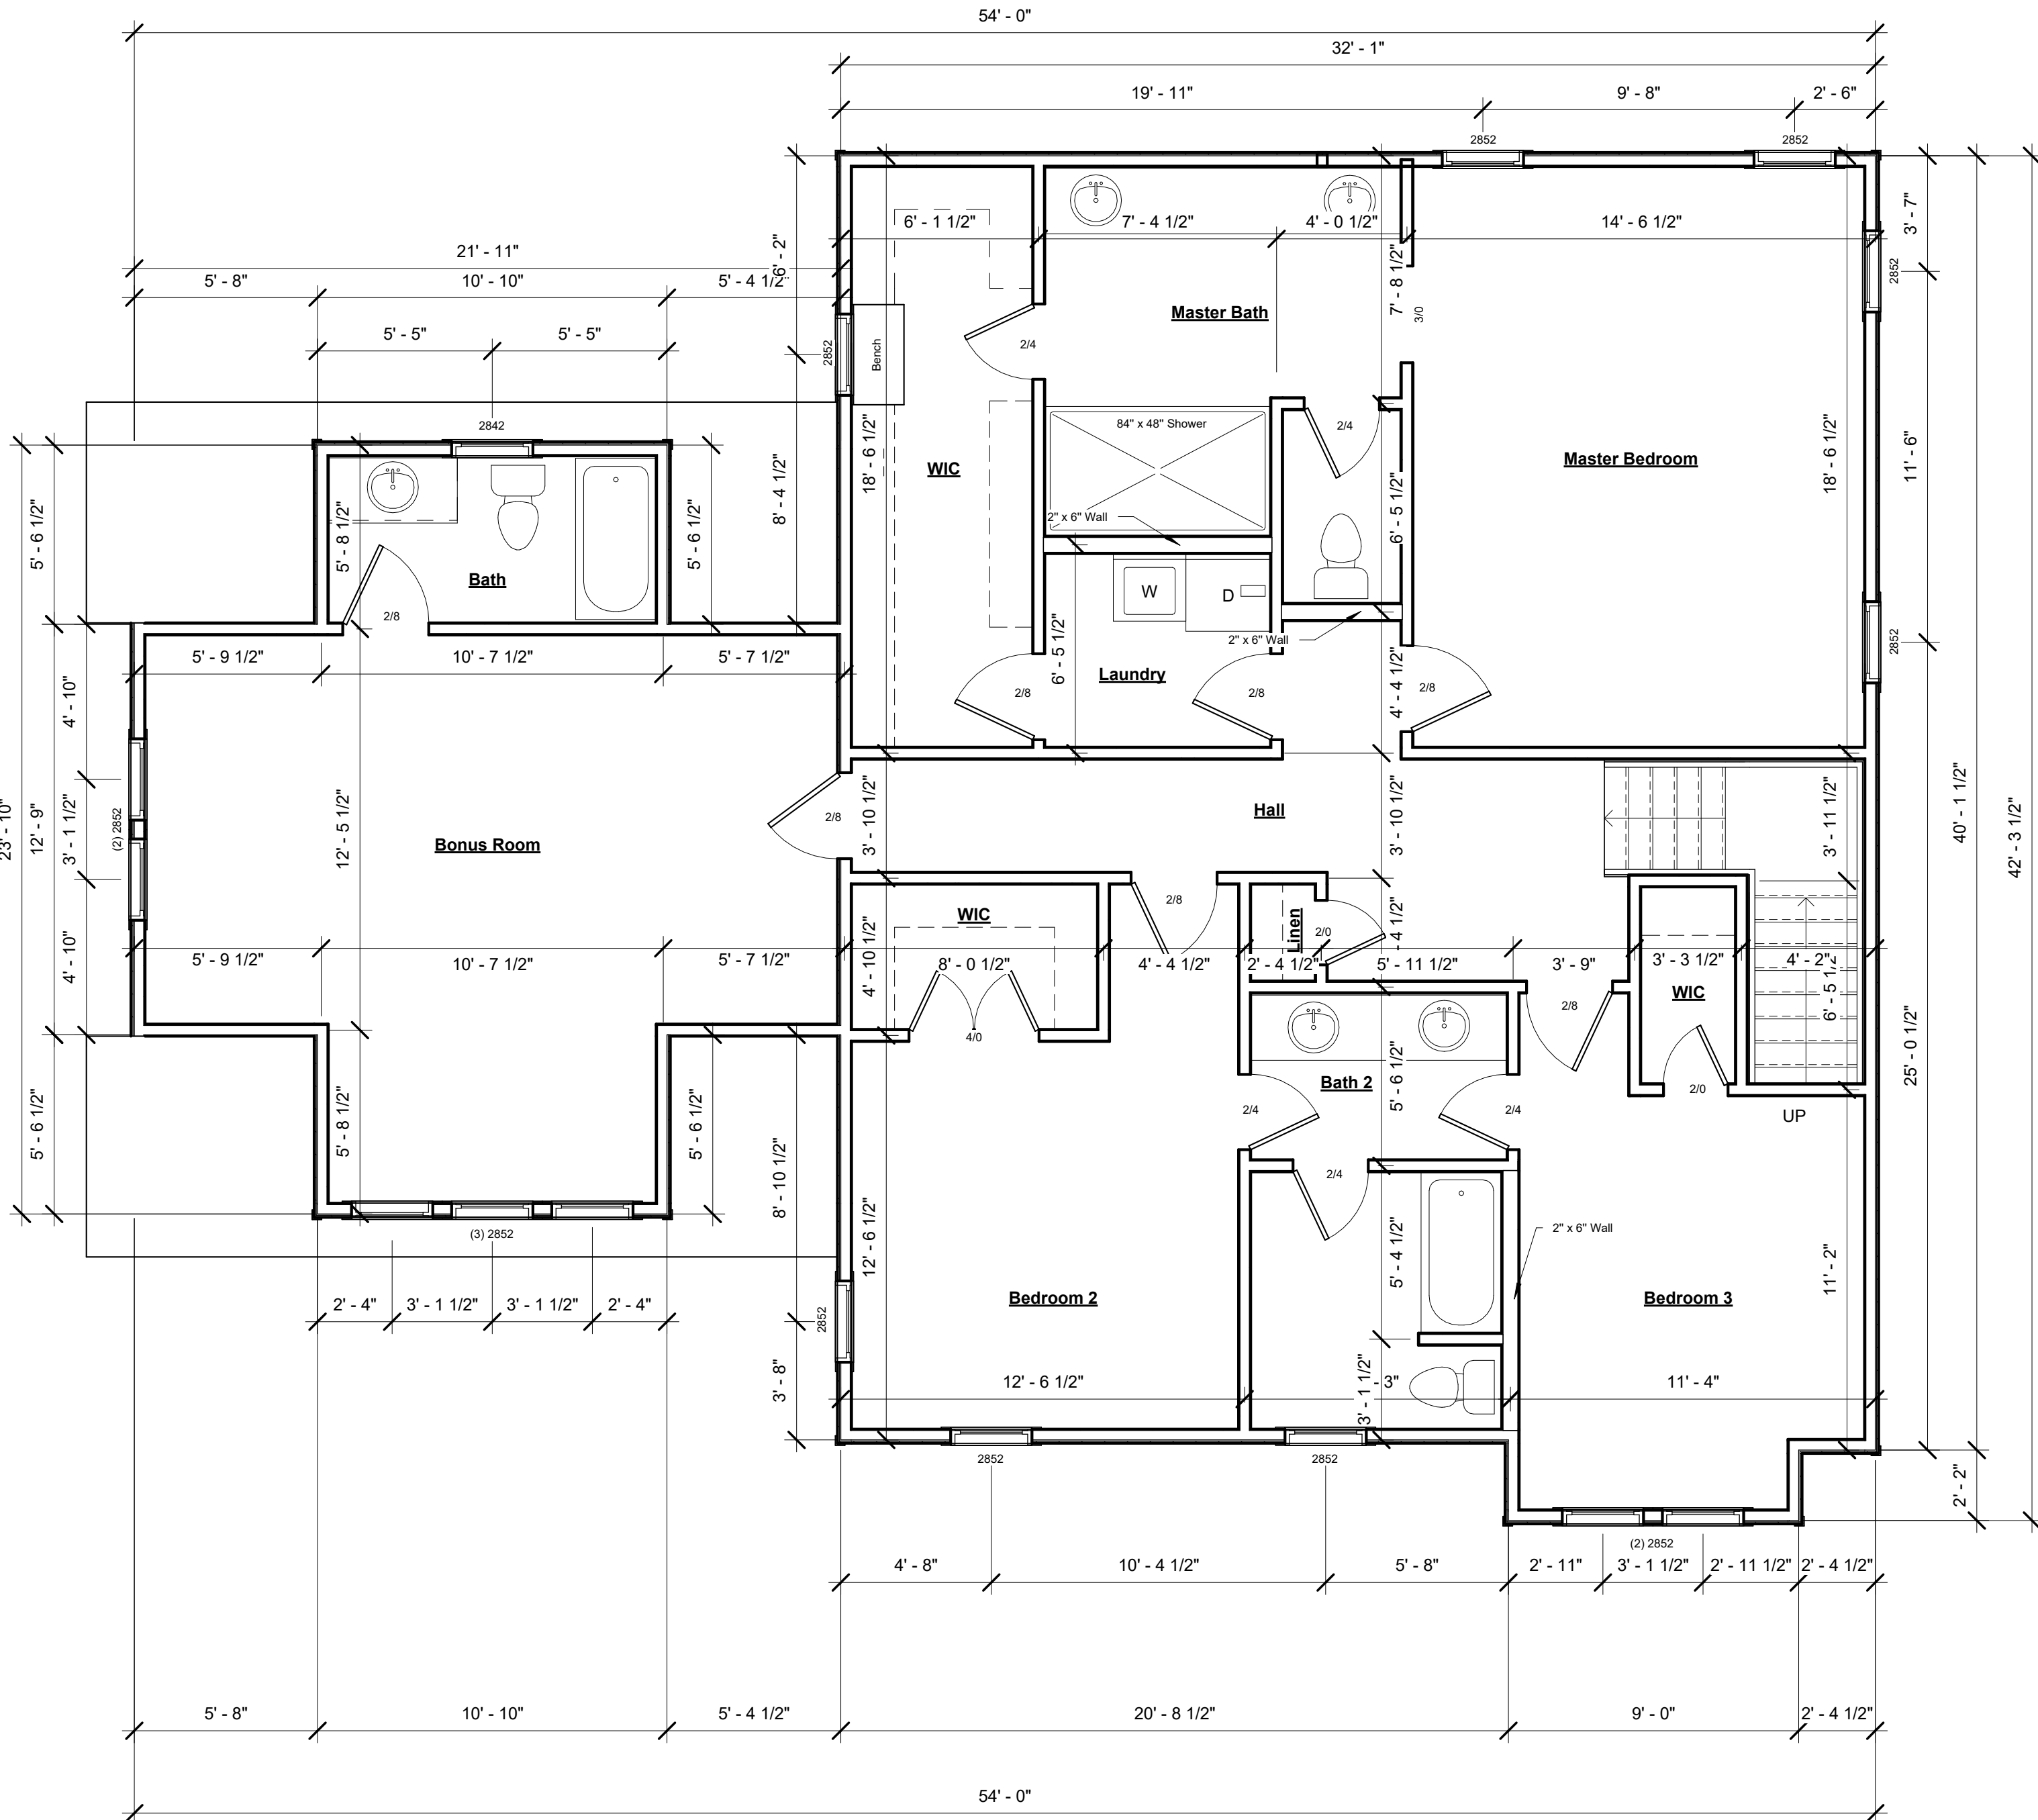 54' - 0"
32' - 1"
19' - 11"
9' - 8"
2' - 6"
2852
2852
6' - 1 1/2"
7' - 4 1/2"
4' - 0 1/2"
14' - 6 1/2"
3' - 7"
21' - 11"
6' - 2"
7' - 8 1/2"
2852
5' - 8"
10' - 10"
5' - 4 1/2"
Master Bath
3/0
5' - 5"
5' - 5"
2852
Bench
2/4
2842
84" x 48" Shower
2/4
18' - 6 1/2"
WIC
Master Bedroom
18' - 6 1/2"
11' - 6"
8' - 4 1/2"
2" x 6" Wall
6' - 5 1/2"
5' - 6 1/2"
5' - 8 1/2"
5' - 6 1/2"
Bath
W
D
2/8
2" x 6" Wall
2852
5' - 9 1/2"
10' - 7 1/2"
5' - 7 1/2"
6' - 5 1/2"
Laundry
4' - 4 1/2"
2/8
2/8
2/8
2/8
4' - 10"
23' - 10"
12' - 9"
3' - 1 1/2"
(2) 2852
12' - 5 1/2"
Bonus Room
2/8
3' - 10 1/2"
Hall
3' - 10 1/2"
3' - 11 1/2"
40' - 1 1/2"
42' - 3 1/2"
4' - 10"
WIC
2/8
Linen
2/0
4' - 4 1/2"
5' - 9 1/2"
10' - 7 1/2"
5' - 7 1/2"
4' - 10 1/2"
8' - 0 1/2"
4' - 4 1/2"
2' - 4 1/2"
5' - 11 1/2"
3' - 9"
3' - 3 1/2"
4' - 2"
WIC
6' - 5 1/2
2/8
4/0
25' - 0 1/2"
5' - 6 1/2"
5' - 8 1/2"
5' - 6 1/2"
Bath 2
5' - 6 1/2"
2/4
2/4
2/0
UP
8' - 10 1/2"
2/4
(3) 2852
12' - 6 1/2"
5' - 4 1/2"
2" x 6" Wall
11' - 2"
2' - 4"
3' - 1 1/2"
3' - 1 1/2"
2' - 4"
2852
Bedroom 2
Bedroom 3
3' - 8"
12' - 6 1/2"
3' - 1 1/2"
- 3"
11' - 4"
2852
2852
2' - 2"
(2) 2852
4' - 8"
10' - 4 1/2"
5' - 8"
2' - 11"
3' - 1 1/2"
2' - 11 1/2"
2' - 4 1/2"
5' - 8"
10' - 10"
5' - 4 1/2"
20' - 8 1/2"
9' - 0"
2' - 4 1/2"
54' - 0"